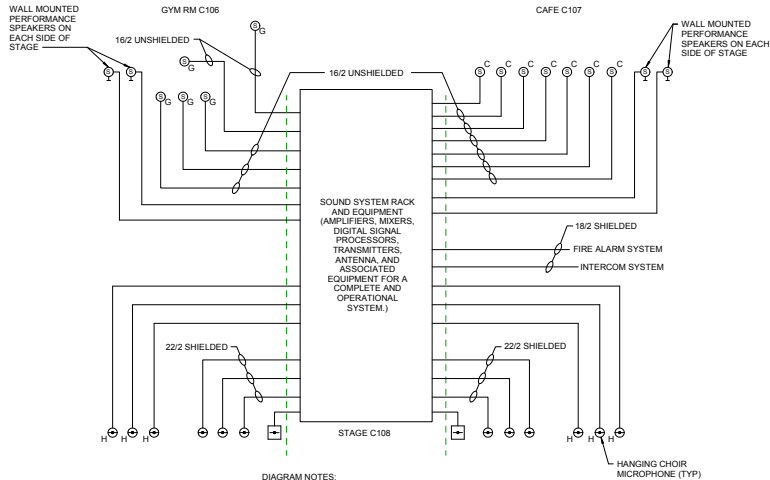 WALL MOUNTED
PERFORMANCE
SPEAKERS ON
EACH SIDE OF
STAGE
GYM RM C106
CAFE C107
WALL MOUNTED
PERFORMANCE
SPEAKERS ON EACH
SIDE OF STAGE
16/2 UNSHIELDED
16/2 UNSHIELDED
S G
S G
S G
S G
S G
S
S
S C
S C
S C
S C
S C
S C
S C
S
S
SOUND SYSTEM RACK
AND EQUIPMENT
(AMPLIFIERS, MIXERS,
DIGITAL SIGNAL
PROCESSORS,
TRANSMITTERS,
ANTENNA, AND
ASSOCIATED
EQUIPMENT FOR A
COMPLETE AND
OPERATIONAL
SYSTEM.)
18/2 SHIELDED
FIRE ALARM SYSTEM
INTERCOM SYSTEM
22/2 SHIELDED
22/2 SHIELDED
H
H
H
H
H
H
STAGE C108
HANGING CHOIR
MICROPHONE (TYP)
DIAGRAM NOTES: